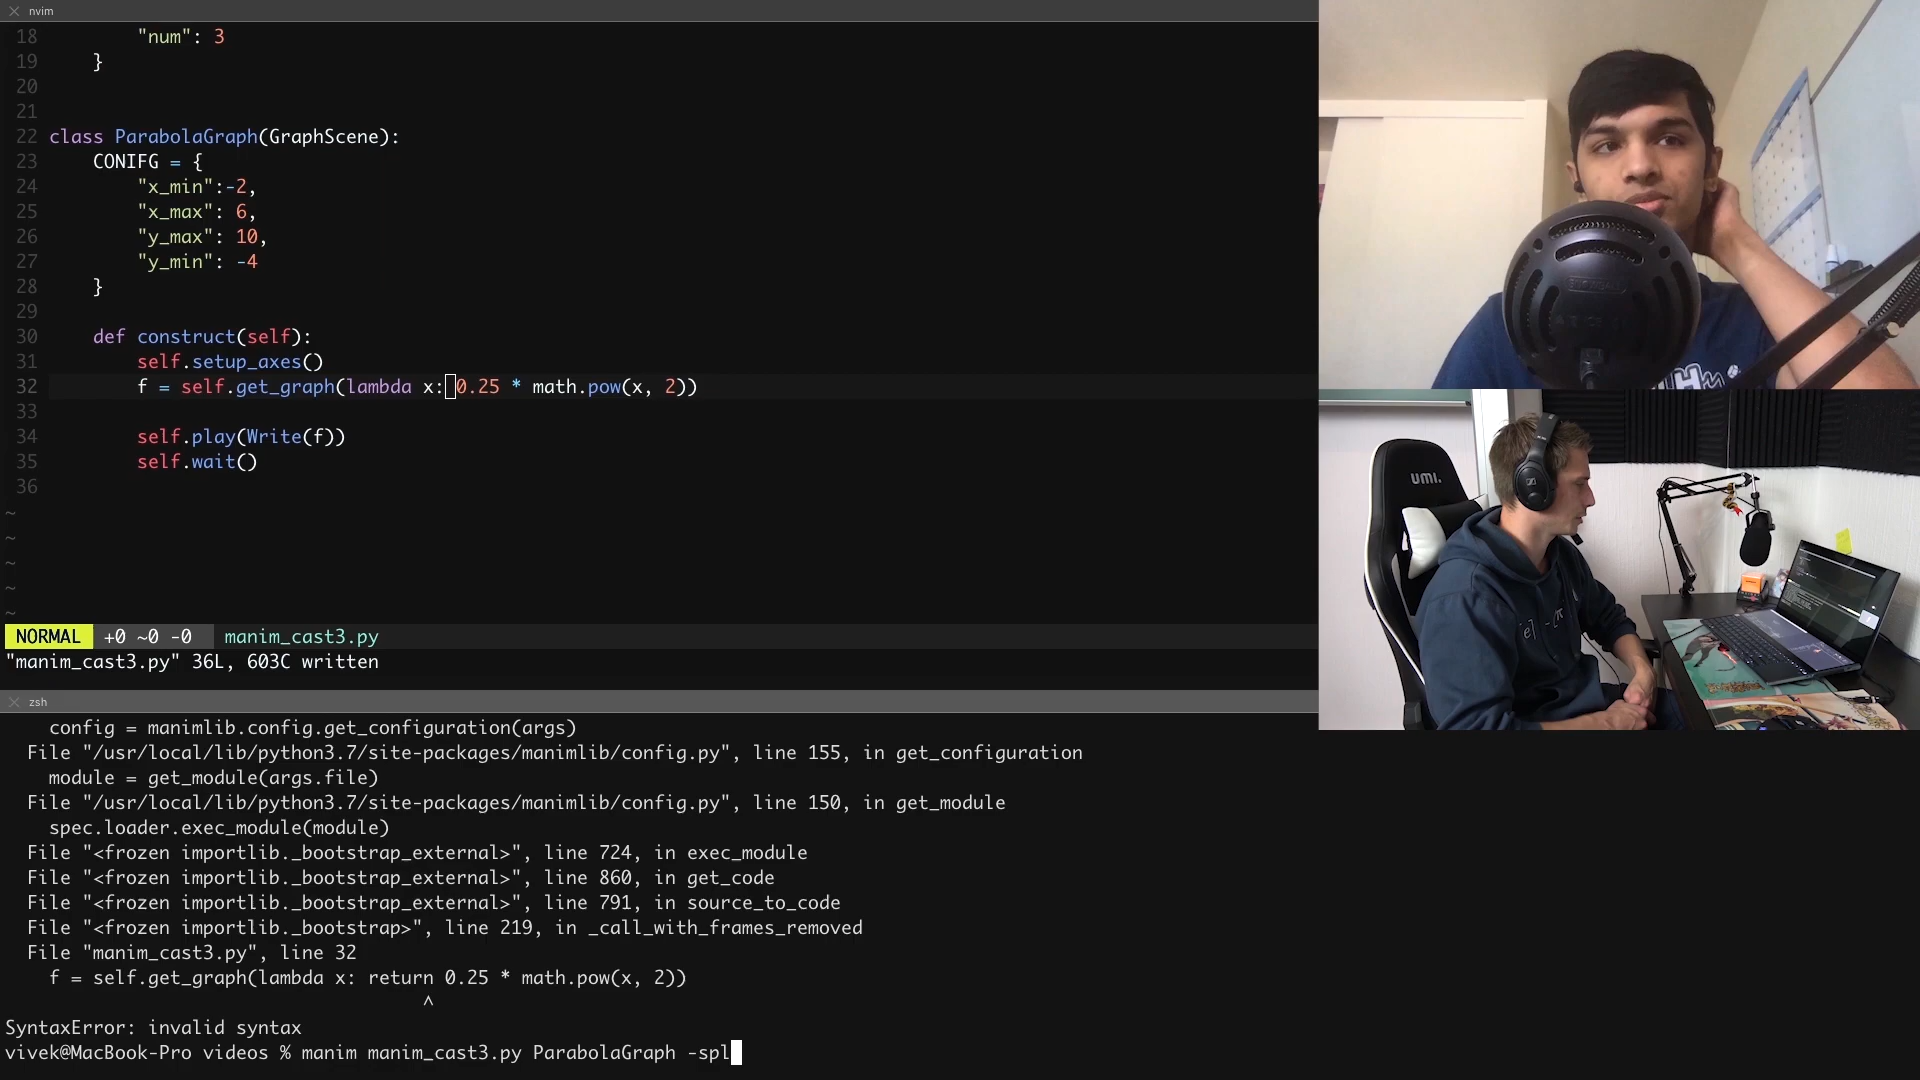 nvim
18 "num": 3
19 }
20
21
22 class ParabolaGraph(GraphScene):
23 CONIFG = {
24 "x_min":-2,
25 "x_max": 6,
26 "y_max": 10,
27 "y_min": -4
28 }
29
30 def construct(self):
31 self.setup_axes()
32 f = self.get_graph(lambda x: 0.25 * math.pow(x, 2))
33
34 self.play(Write(f))
35 self.wait()
36
~
~
~
~
~
NORMAL +0 ~0 -0 manim_cast3.py
"manim_cast3.py" 36L, 603C written
zsh
config = manimlib.config.get_configuration(args)
File "/usr/local/lib/python3.7/site-packages/manimlib/config.py", line 155, in get_configuration
module = get_module(args.file)
File "/usr/local/lib/python3.7/site-packages/manimlib/config.py", line 150, in get_module
spec.loader.exec_module(module)
File "<frozen importlib._bootstrap_external>", line 724, in exec_module
File "<frozen importlib._bootstrap_external>", line 860, in get_code
File "<frozen importlib._bootstrap_external>", line 791, in source_to_code
File "<frozen importlib._bootstrap>", line 219, in _call_with_frames_removed
File "manim_cast3.py", line 32
f = self.get_graph(lambda x: return 0.25 * math.pow(x, 2))
^
SyntaxError: invalid syntax
vivek@MacBook-Pro videos % manim manim_cast3.py ParabolaGraph -spl
umi.